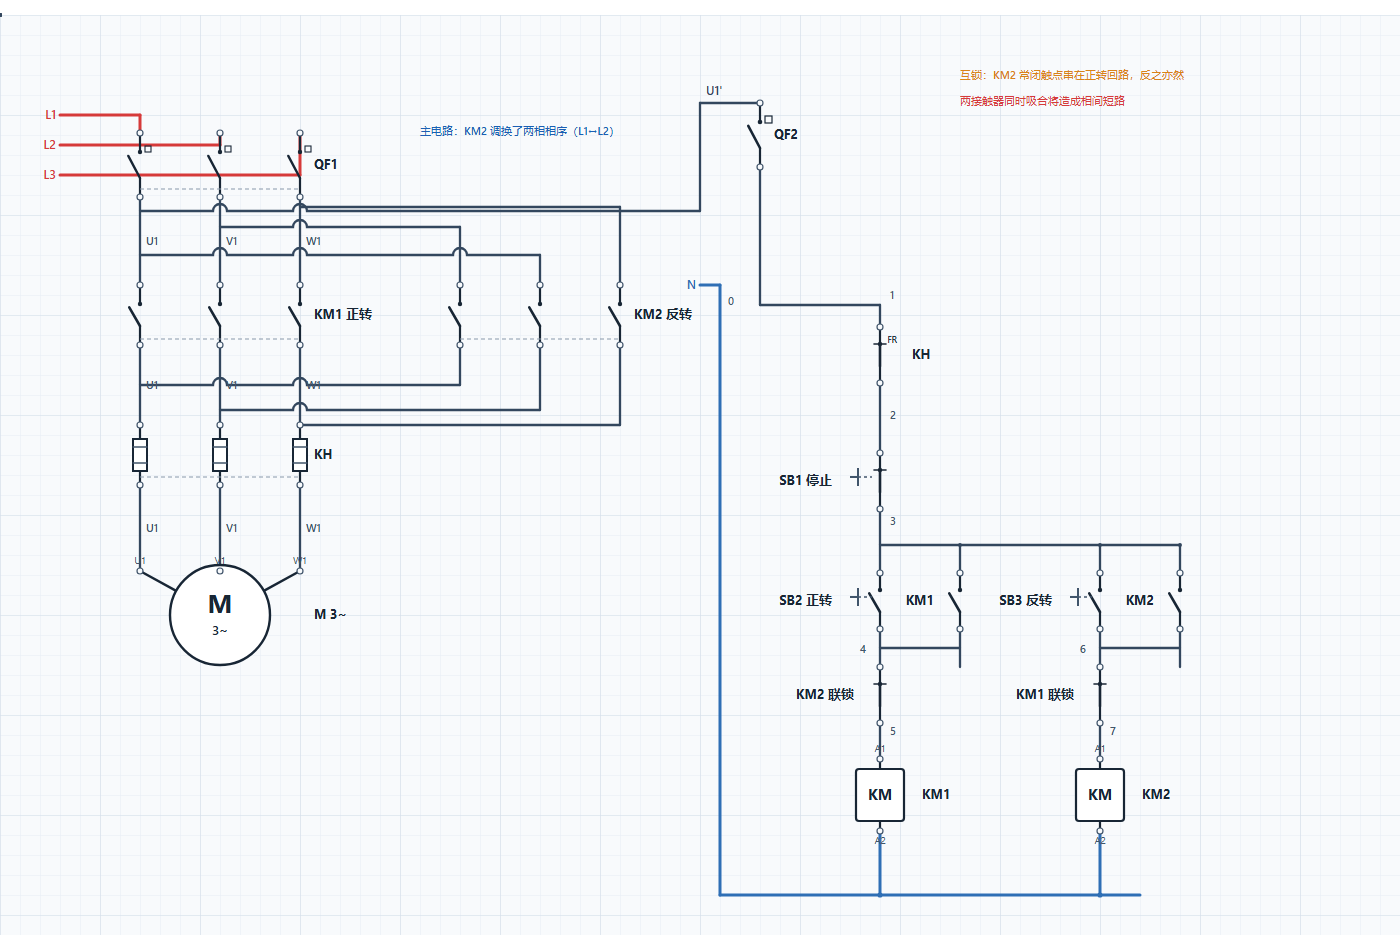 互锁：KM2 常闭触点串在正转回路，反之亦然
U1'
两接触器同时吸合将造成相间短路
L1
主电路：KM2 调换了两相相序（L1↔L2）
QF2
L2
QF1
L3
U1
V1
W1
N
0
1
KM1 正转
KM2 反转
FR
KH
U1
V1
W1
2
KH
SB1 停止
3
U1
V1
W1
U1
V1
W1
M
3~
M 3~
SB2 正转
KM1
SB3 反转
KM2
4
6
KM2 联锁
KM1 联锁
5
7
A1
A1
KM
KM1
KM
KM2
A2
A2